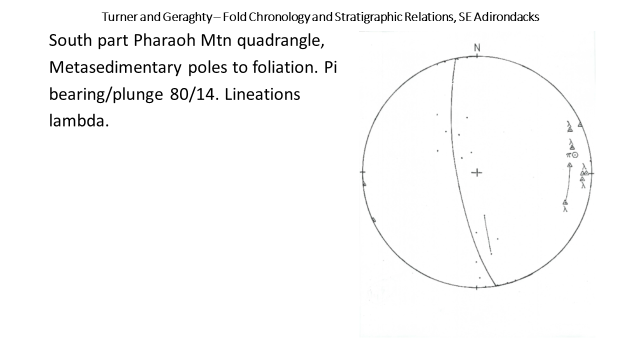 Turner and Geraghty – Fold Chronology and Stratigraphic Relations, SE Adirondacks
South part Pharaoh Mtn quadrangle,
Metasedimentary poles to foliation. Pi
bearing/plunge 80/14. Lineations
lambda.
N
λ
λ
π
λ
λ
λ